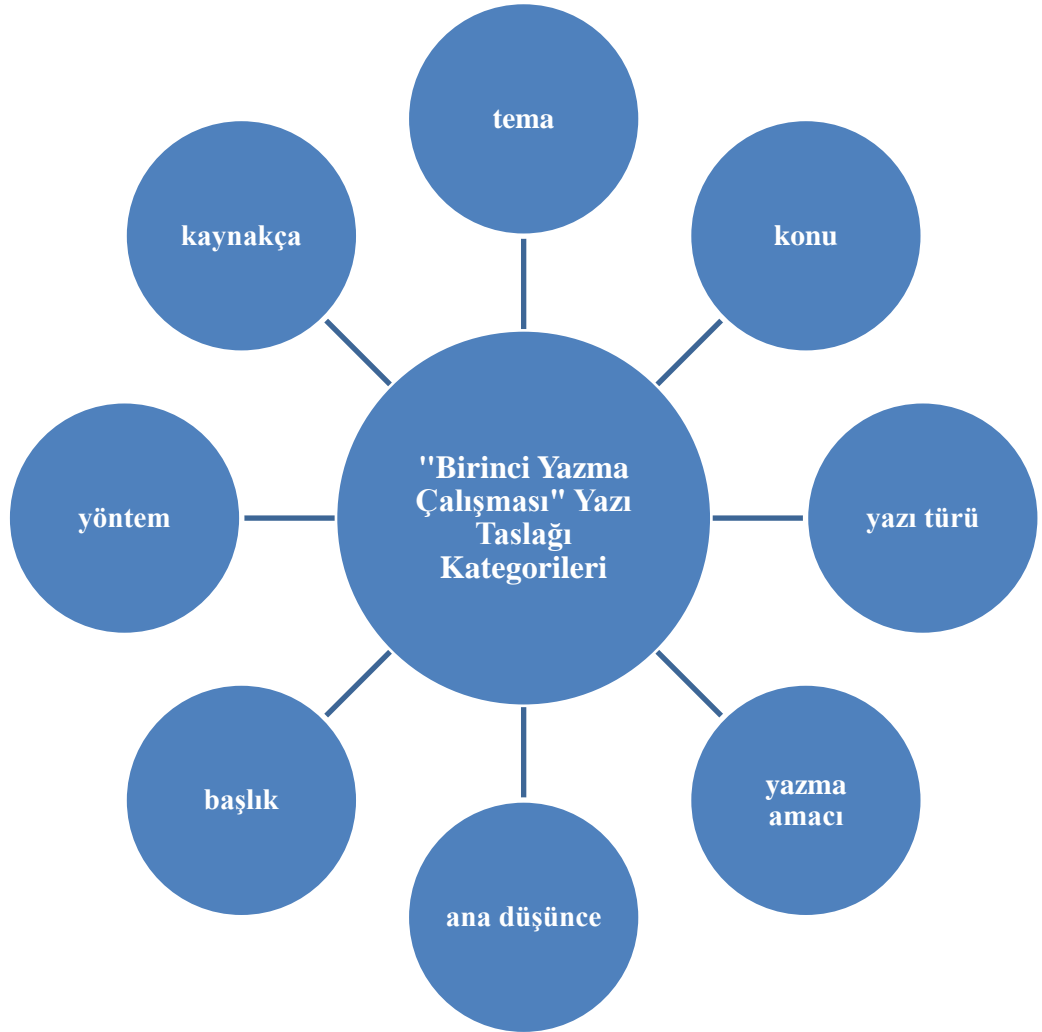 tema
konu
yazı türü
yazma
amacı
ana düşünce
başlık
yöntem
kaynakça
"Birinci Yazma
Çalışması" Yazı
Taslağı
Kategorileri